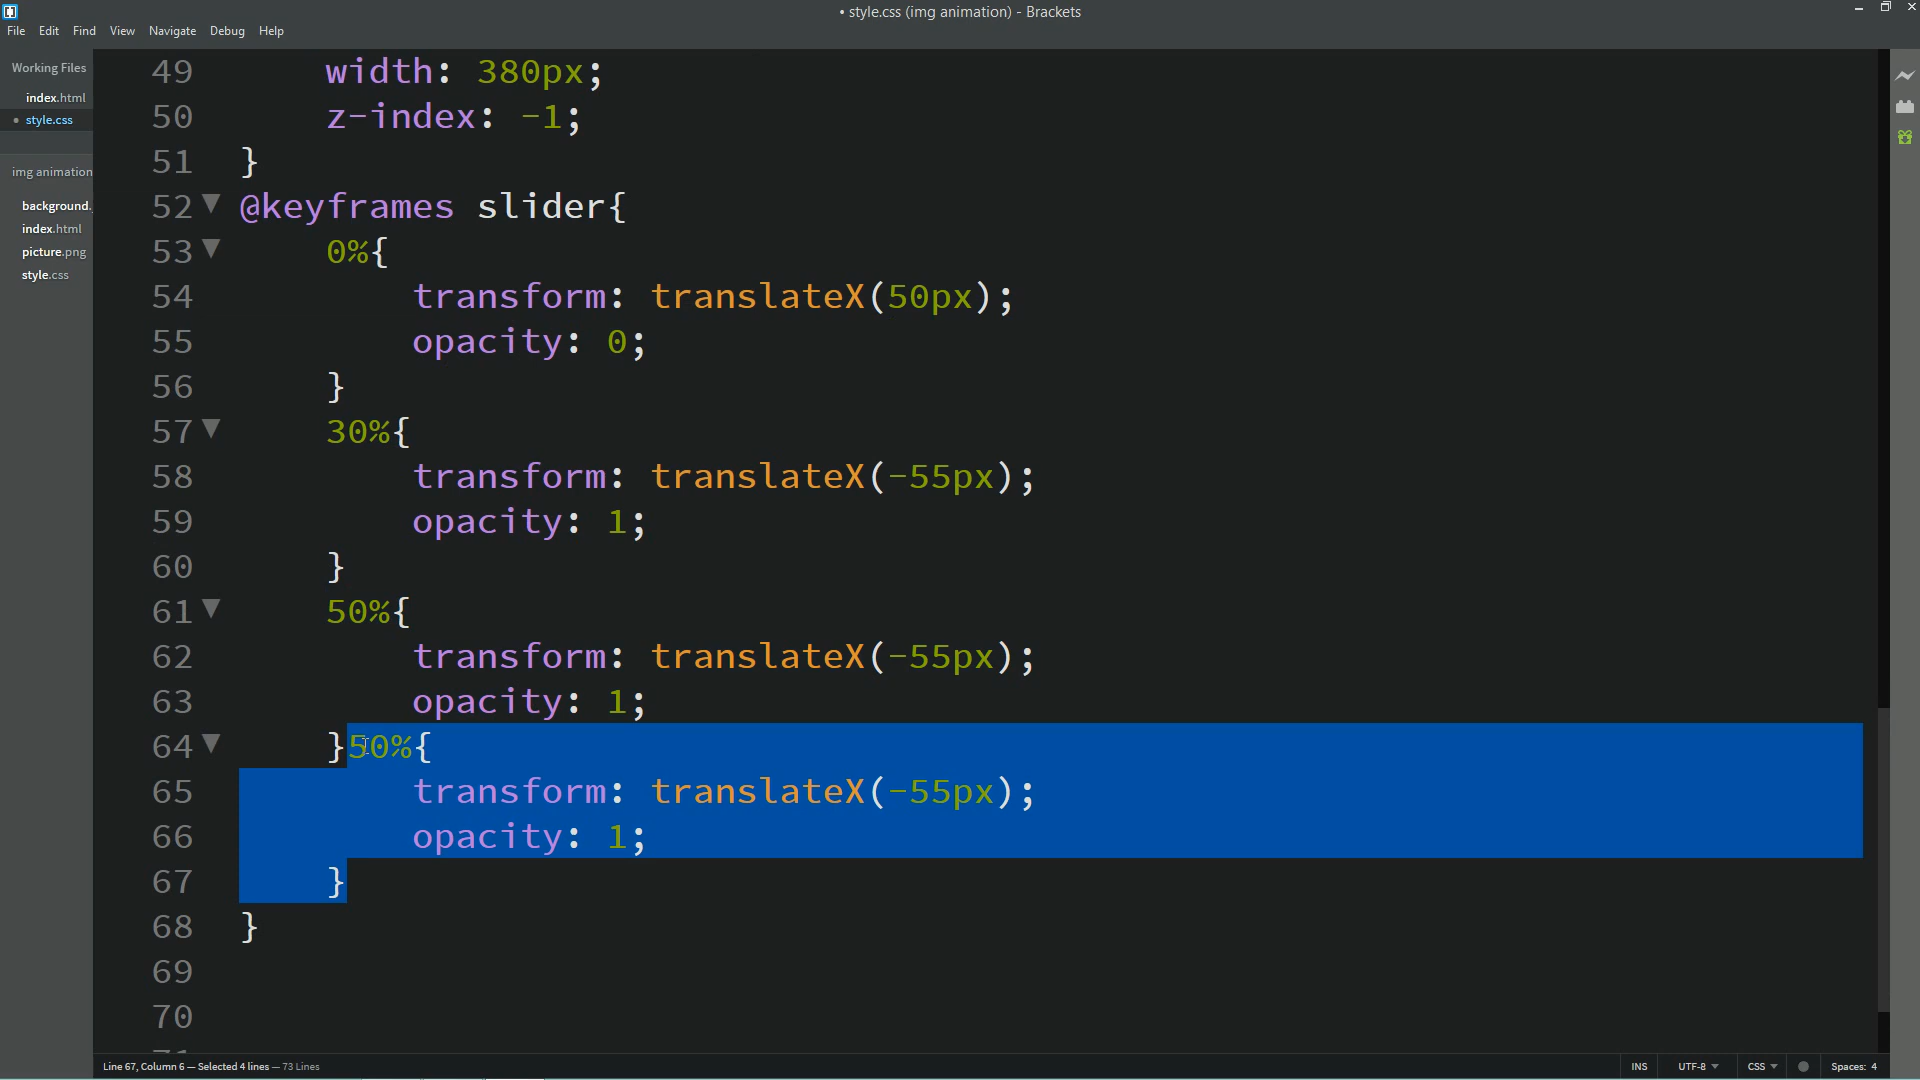 • style.css (img animation) - Brackets
File Edit Find View Navigate Debug Help
Working Files
index.html
• style.css
img animation
background.
index.html
picture.png
style.css
49 width: 380px;
50 z-index: -1;
51 }
52 @keyframes slider{
53 0%{
54 transform: translateX(50px);
55 opacity: 0;
56 }
57 30%{
58 transform: translateX(-55px);
59 opacity: 1;
60 }
61 50%{
62 transform: translateX(-55px);
63 opacity: 1;
64 }50%{
65 transform: translateX(-55px);
66 opacity: 1;
67 }
68 }
69
70
Line 67, Column 6 — Selected 4 lines — 73 Lines
INS UTF-8 CSS Spaces: 4